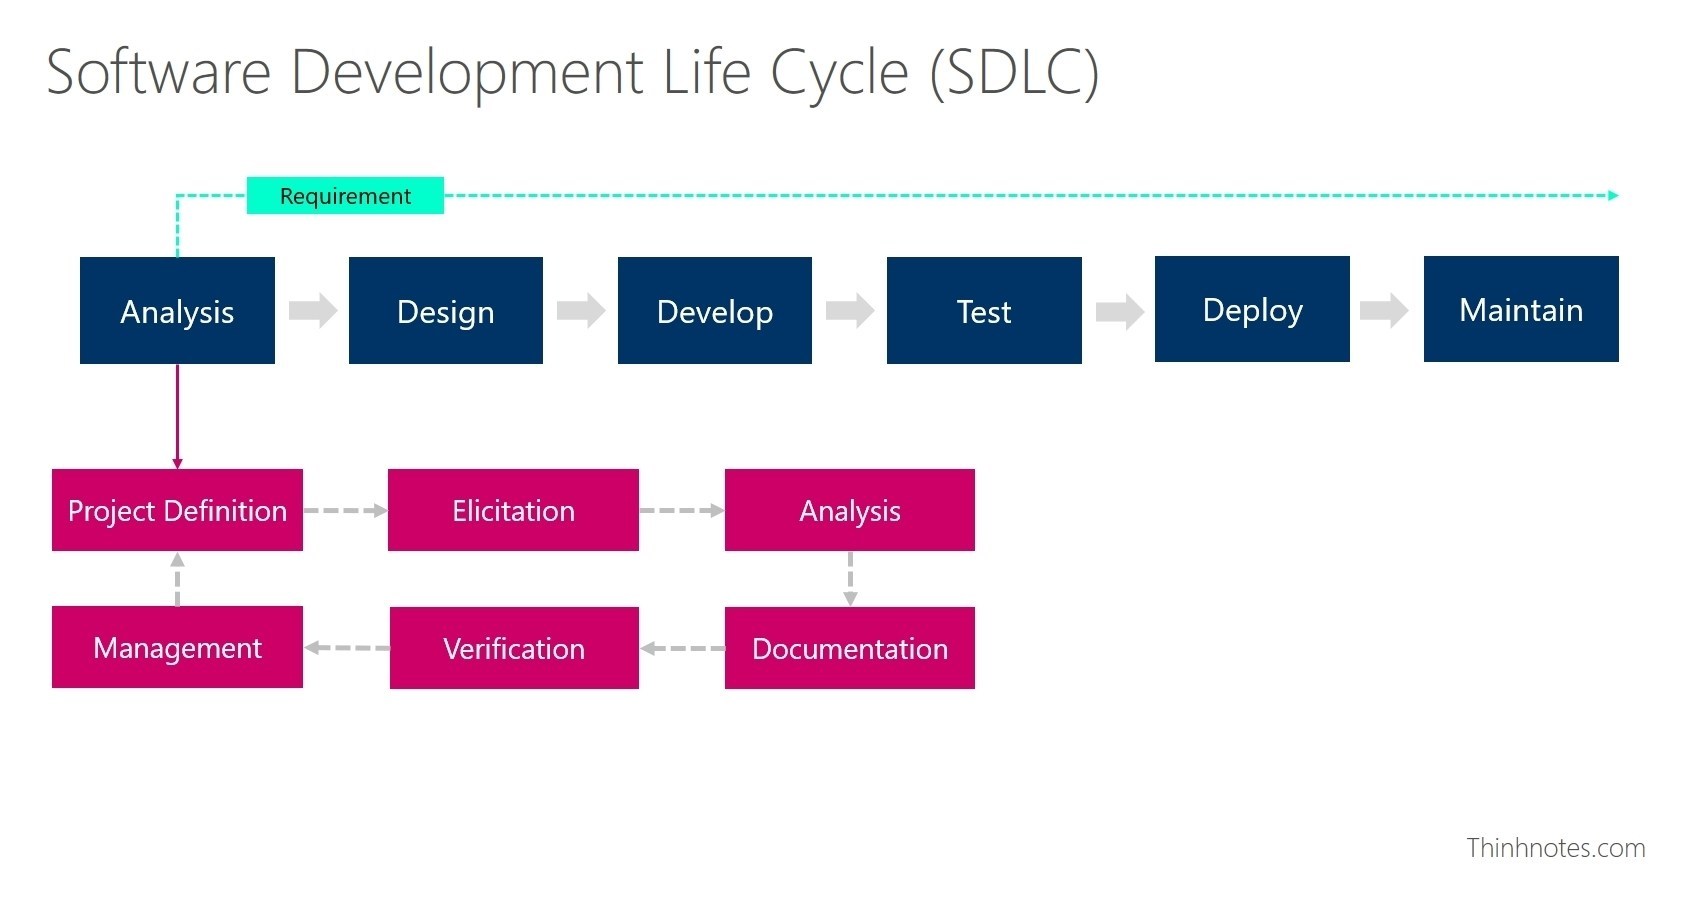 Software Development Life Cycle (SDLC)
Requirement
Analysis
Design
Develop
Test
Deploy
Maintain
Project Definition
Elicitation
Analysis
Management
Verification
Documentation
Thinhnotes.com